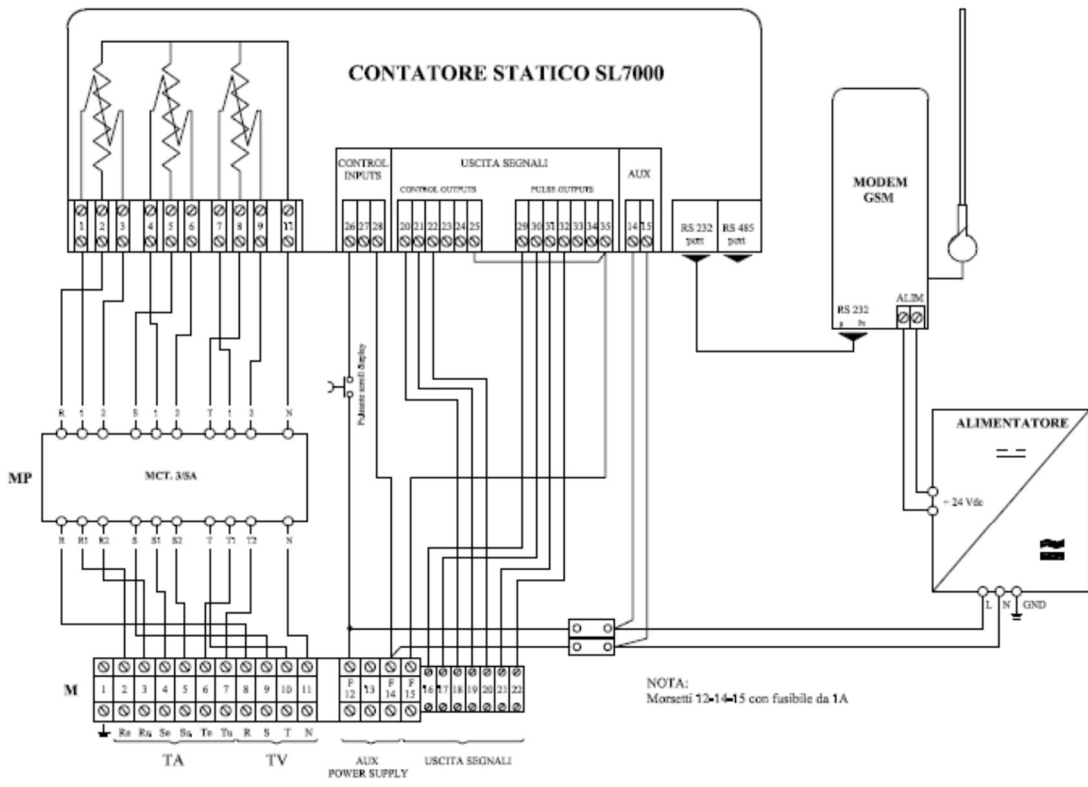 CONTATORE STATICO SL7000
CONTROL INPUTS
USCITA SEGNALI
AUX
CONTROL OUTPUTS
PULSE OUTPUTS
1 2 3 4 5 6 7 8 9 11
26 27 28 20 21 22 23 24 25 29 30 31 32 33 34 35 14 15
RS 232 port
RS 485 port
MODEM GSM
ALIM
RS 232
Pulsante scroll display
R 1 2 S 1 2 T 1 2 N
MP
MCT. 3/SA
R R1 R2 S S1 S2 T T1 T2 N
ALIMENTATORE
+ 24 Vdc
L N GND
M
1 2 3 4 5 6 7 8 9 10 11
F 12
13
F 14
F 15
16 17 18 19 20 21 22
Re Ru Se Su Te Tu R S T N
TA
TV
AUX POWER SUPPLY
USCITA SEGNALI
NOTA:
Morsetti 12-14-15 con fusibile da 1A